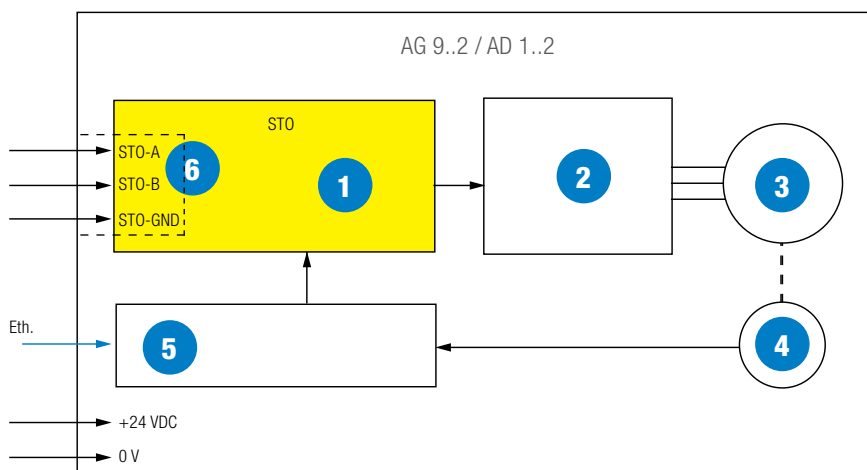 AG 9..2 / AD 1..2
STO
STO-A
6
STO-B
1
2
3
STO-GND
Eth.
5
4
+24 VDC
0 V